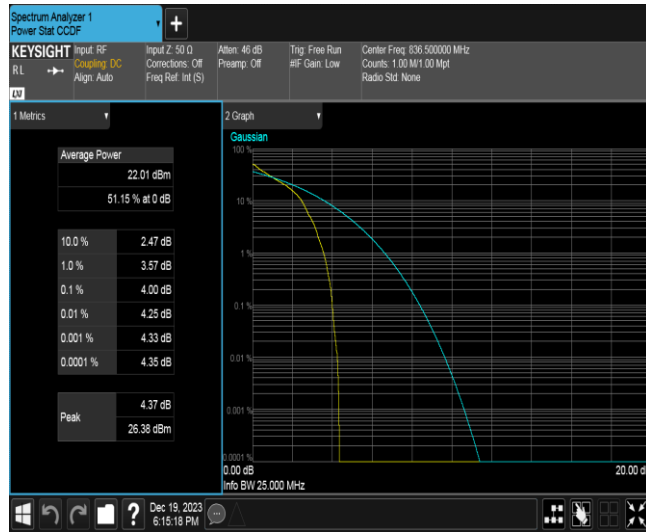 Spectrum Analyzer 1
Power Stat CCDF
+
KEYSIGHT
RL
LXI
Input: RF
Coupling: DC
Align: Auto
Input Z: 50 Ω
Corrections: Off
Freq Ref: Int (S)
Atten: 46 dB
Preamp: Off
Trig: Free Run
#IF Gain: Low
Center Freq: 836.500000 MHz
Counts: 1.00 M/1.00 Mpt
Radio Std: None
1 Metrics
Average Power
22.01 dBm
51.15 % at 0 dB
10.0 % 2.47 dB
1.0 % 3.57 dB
0.1 % 4.00 dB
0.01 % 4.25 dB
0.001 % 4.33 dB
0.0001 % 4.35 dB
Peak
4.37 dB
26.38 dBm
2 Graph
Gaussian
100 %
10 %
1 %
0.1 %
0.01 %
0.001 %
0.0001 %
0.00 dB
20.00 d
Info BW 25.000 MHz
?
Dec 19, 2023
6:15:18 PM